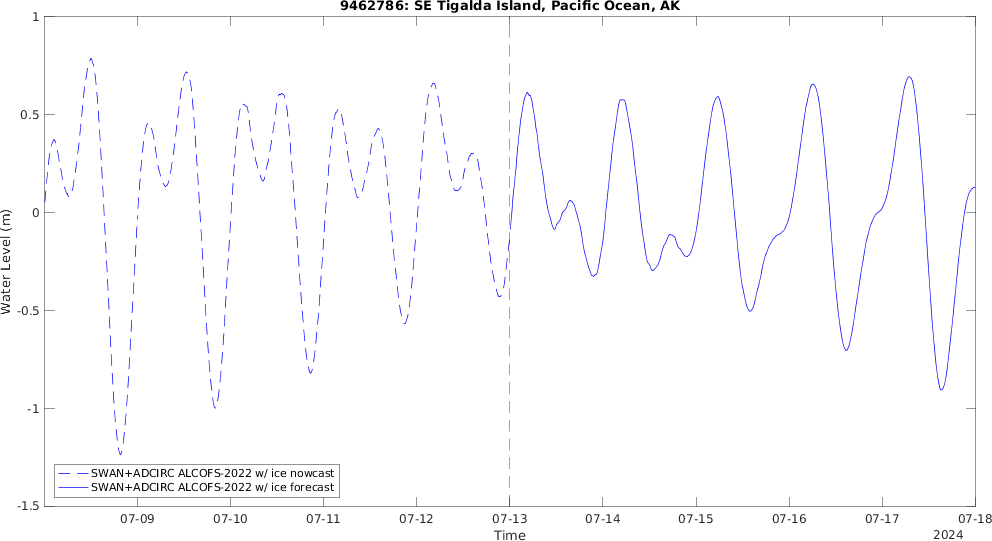 9462786: SE Tigalda Island, Pacific Ocean, AK
1
0.5
0
-0.5
-1
-1.5
Water Level (m)
SWAN+ADCIRC ALCOFS-2022 w/ ice nowcast
SWAN+ADCIRC ALCOFS-2022 w/ ice forecast
07-09 07-10 07-11 07-12 07-13 07-14 07-15 07-16 07-17 07-18
Time
2024